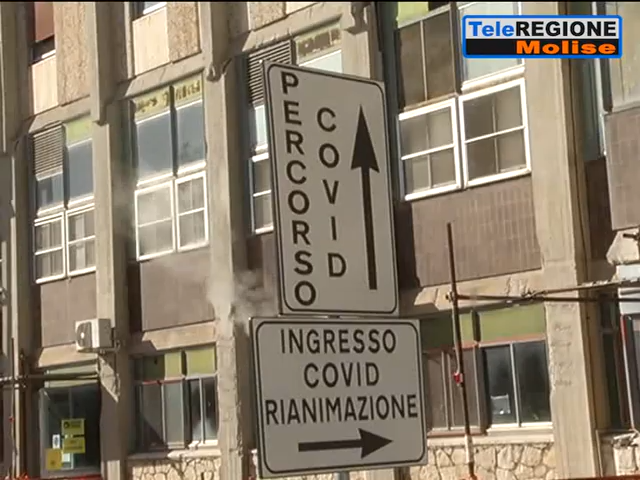 TeleREGIONE
Molise
PERCORSO
COVID
INGRESSO
COVID
RIANIMAZIONE